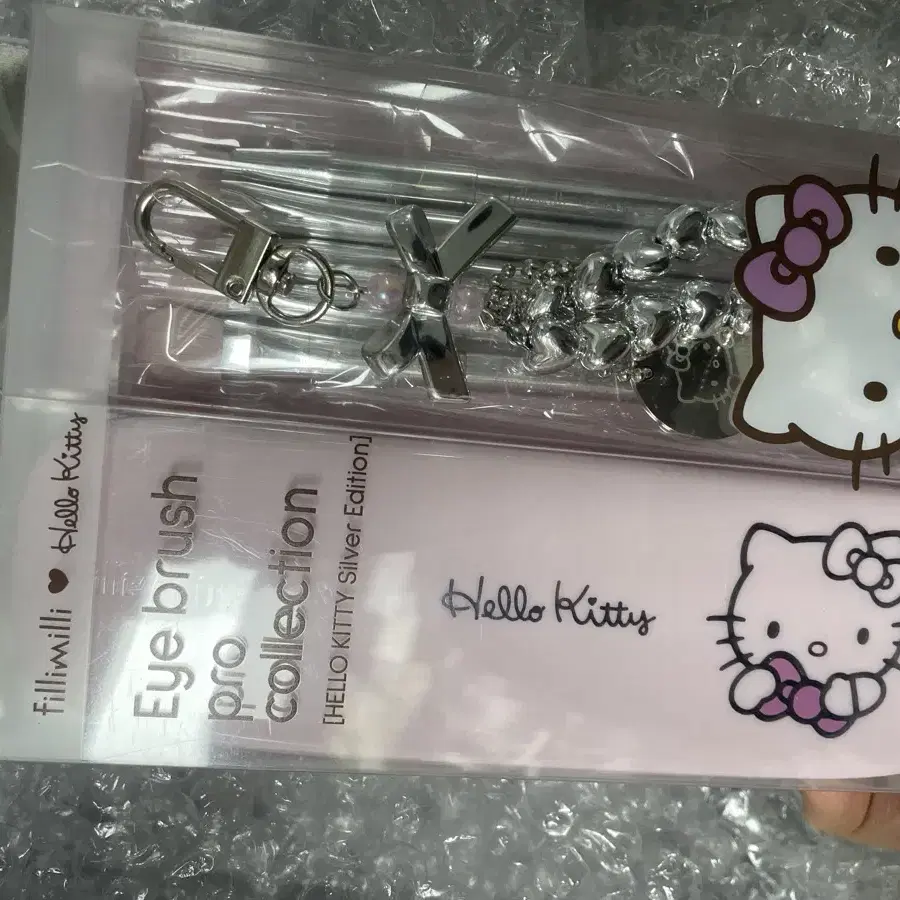 fillimilli ♥ Hello Kitty
Eye brush
pro
collection
[HELLO KITTY Silver Edition]
Hello Kitty